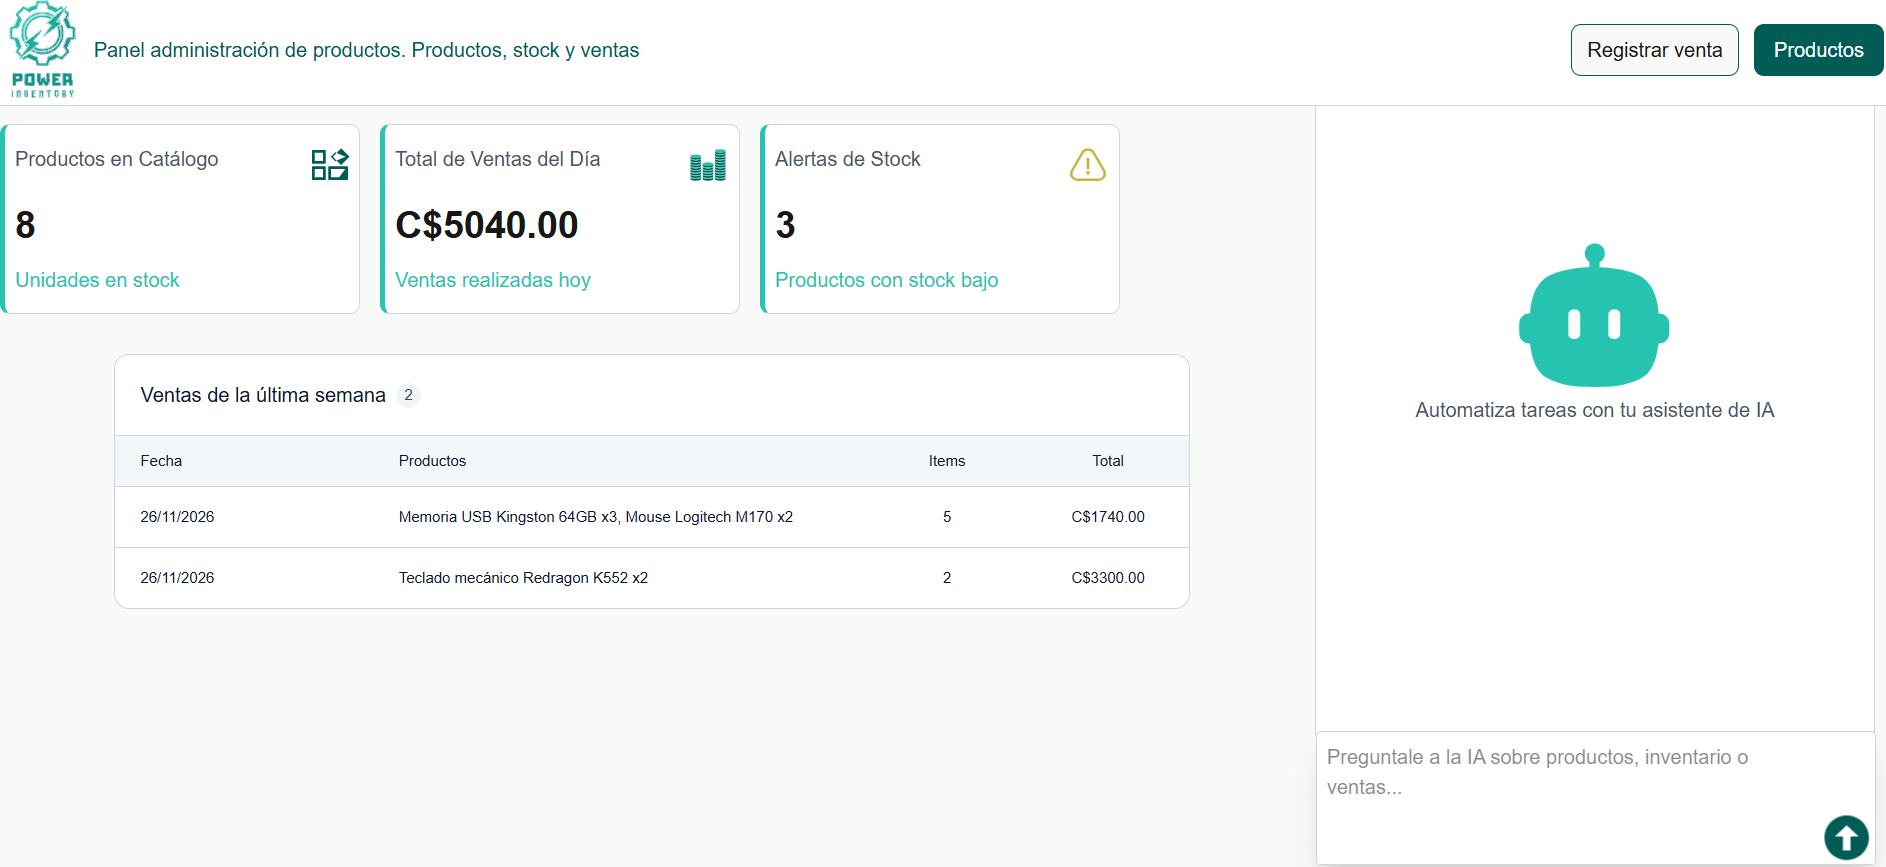 POWER
INVENTORY
Panel administración de productos. Productos, stock y ventas
Registrar venta
Productos
Productos en Catálogo
8
Unidades en stock
Total de Ventas del Día
C$5040.00
Ventas realizadas hoy
Alertas de Stock
3
Productos con stock bajo
Ventas de la última semana 2
Fecha Productos Items Total
26/11/2026 Memoria USB Kingston 64GB x3, Mouse Logitech M170 x2 5 C$1740.00
26/11/2026 Teclado mecánico Redragon K552 x2 2 C$3300.00
Automatiza tareas con tu asistente de IA
Preguntale a la IA sobre productos, inventario o
ventas...